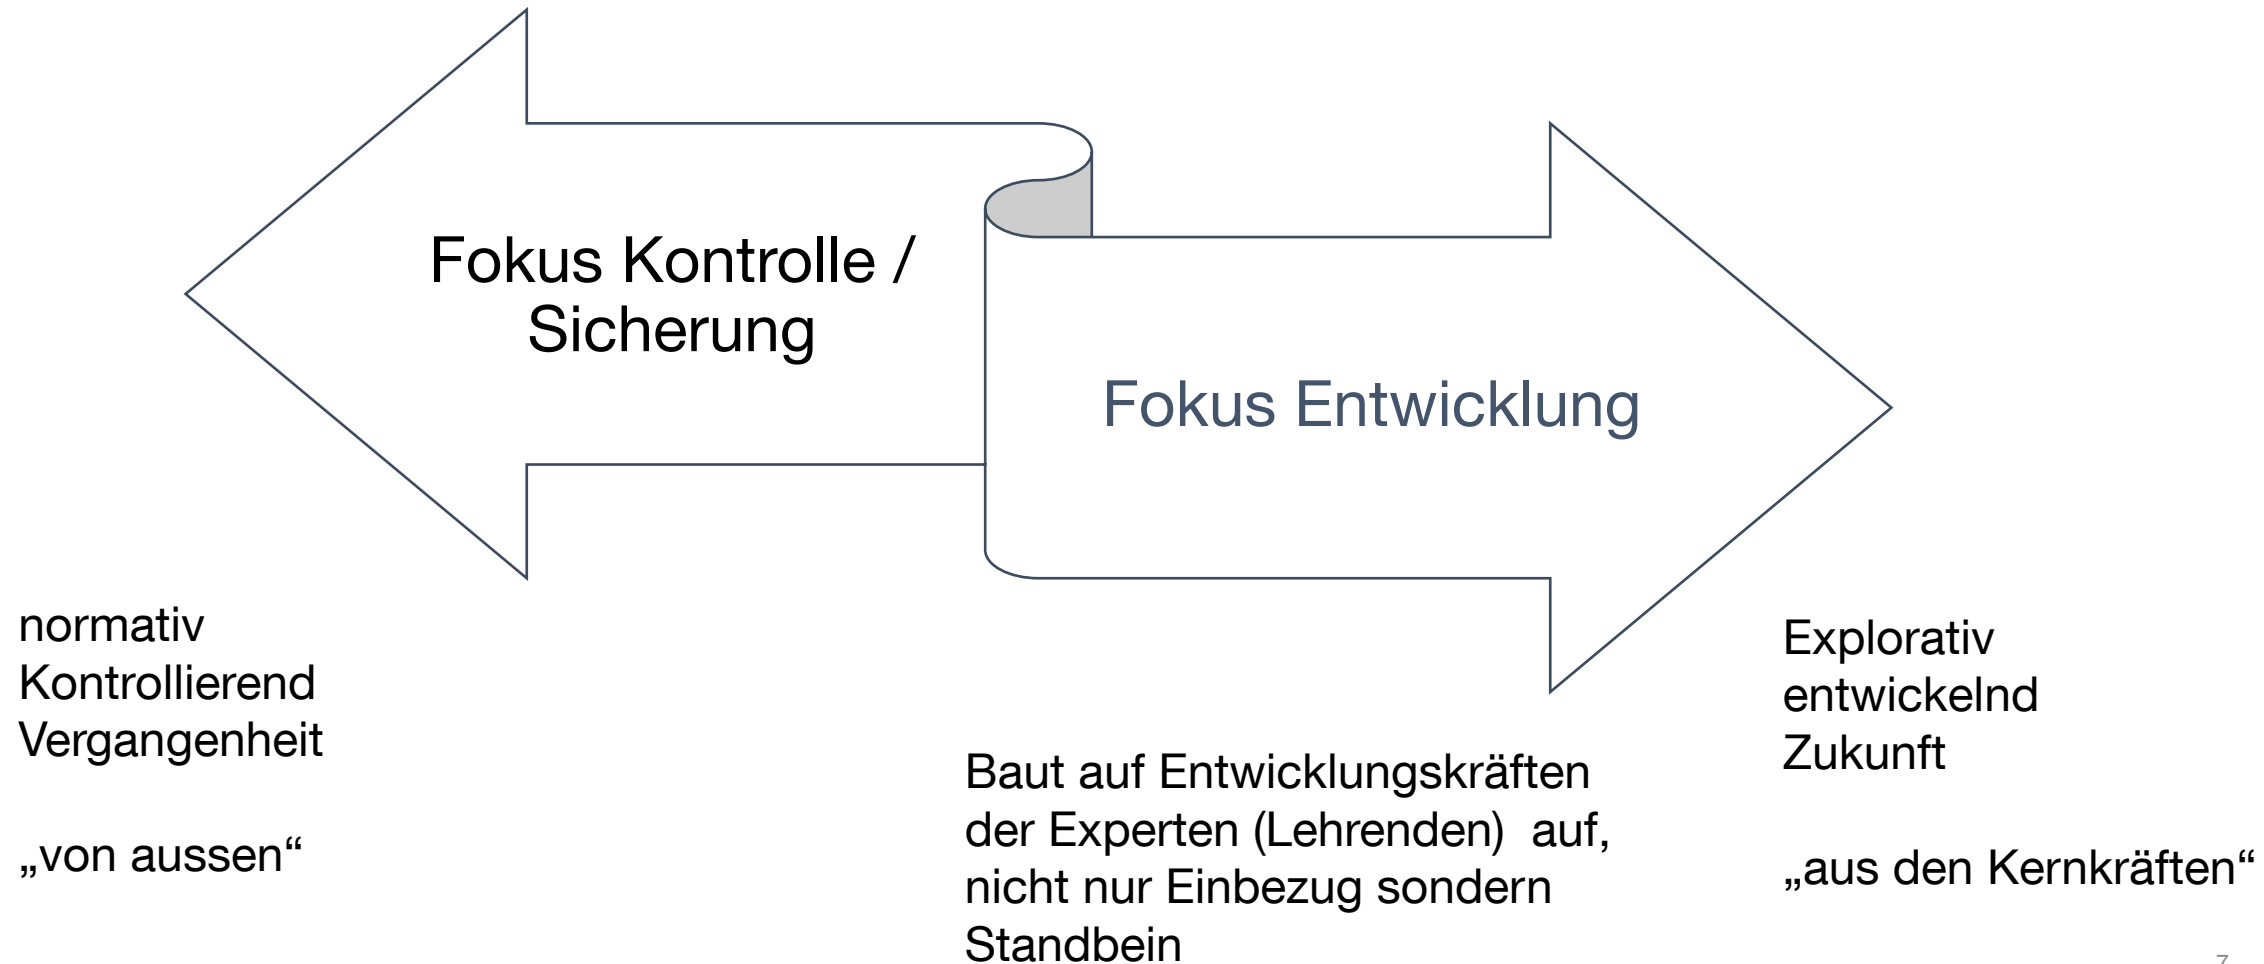 Fokus Kontrolle /
Sicherung
Fokus Entwicklung
normativ
Kontrollierend
Vergangenheit
„von aussen“
Baut auf Entwicklungskräften
der Experten (Lehrenden)  auf,
nicht nur Einbezug sondern
Standbein
Explorativ
entwickelnd
Zukunft
„aus den Kernkräften“
7